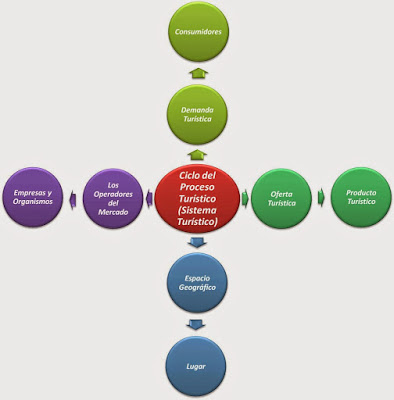 Consumidores
Demanda
Turística
Empresas y
Organismos
Los
Operadores
del
Mercado
Ciclo del
Proceso
Turístico
(Sistema
Turístico)
Oferta
Turística
Producto
Turístico
Espacio
Geográfico
Lugar